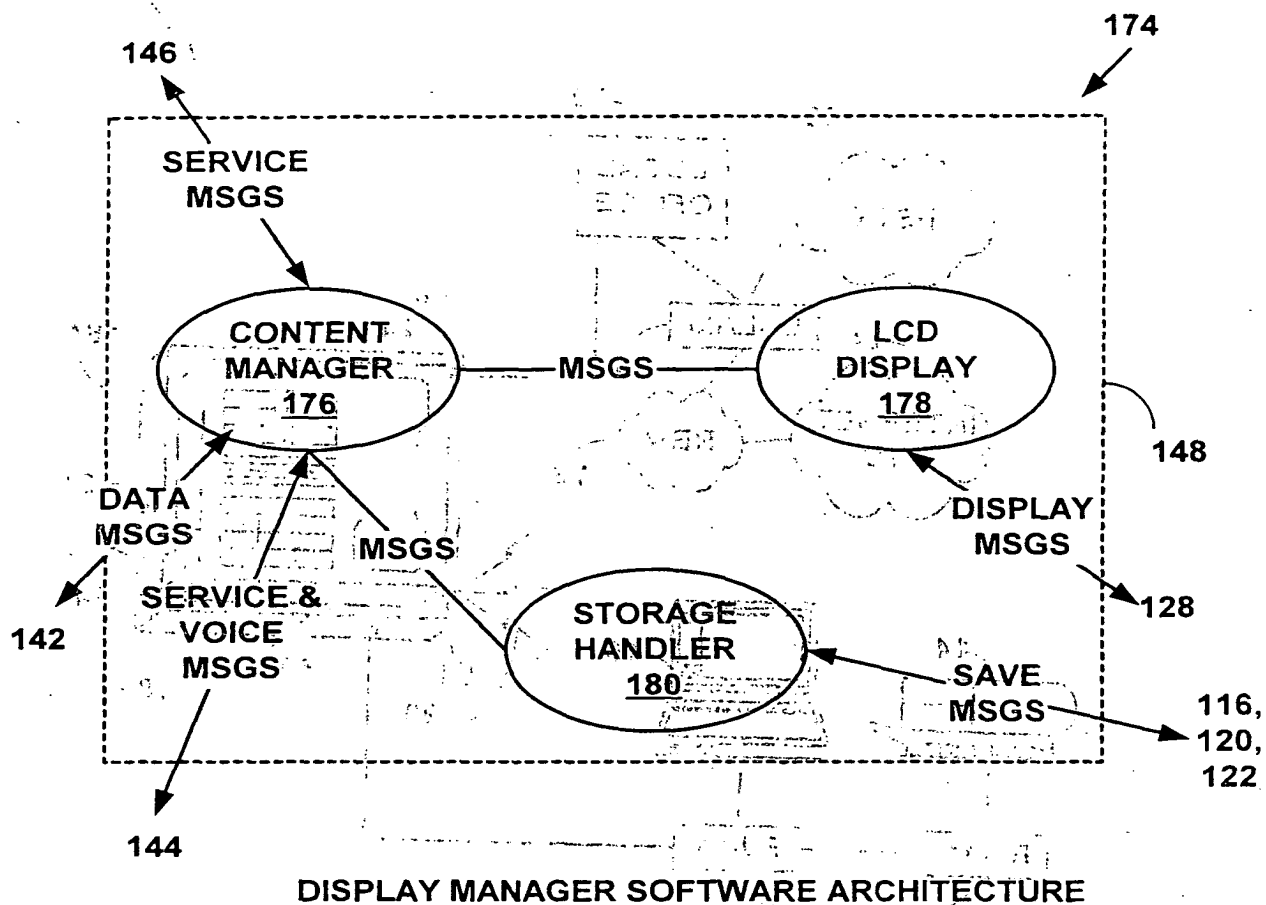 174
146
SERVICE
MSGS
CONTENT
MANAGER
176
MSGS
LCD
DISPLAY
178
148
DATA
MSGS
142
MSGS
DISPLAY
MSGS
128
SERVICE &
VOICE
MSGS
144
STORAGE
HANDLER
180
SAVE
MSGS
116,
120,
122
DISPLAY MANAGER SOFTWARE ARCHITECTURE